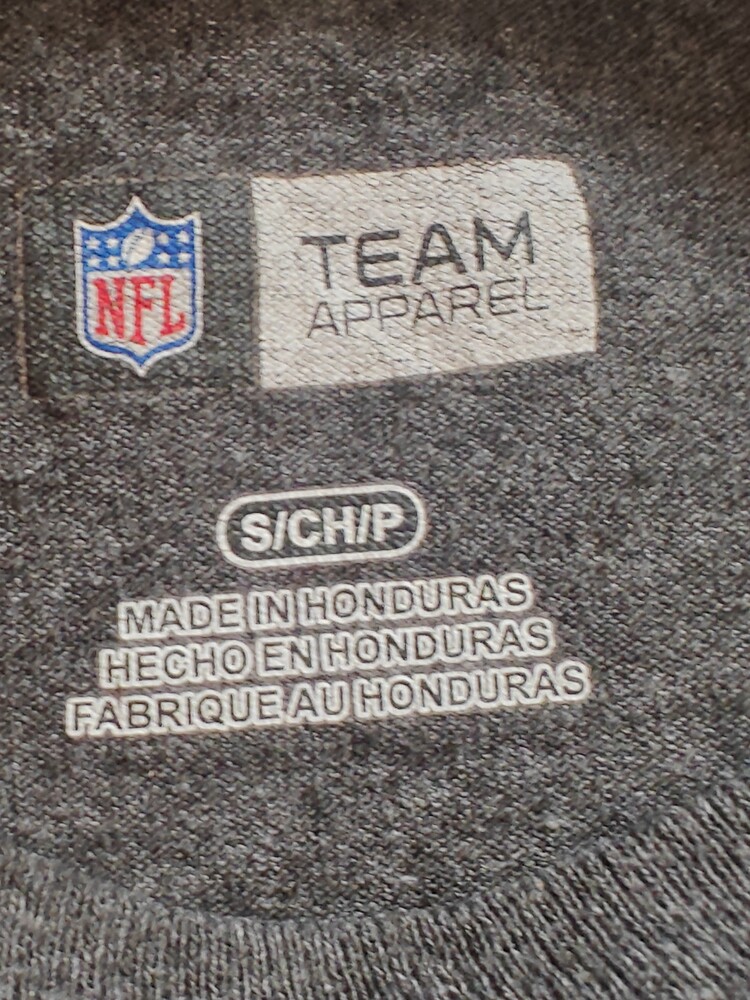 NFL
TEAM
APPAREL
S/CH/P
MADE IN HONDURAS
HECHO EN HONDURAS
FABRIQUE AU HONDURAS